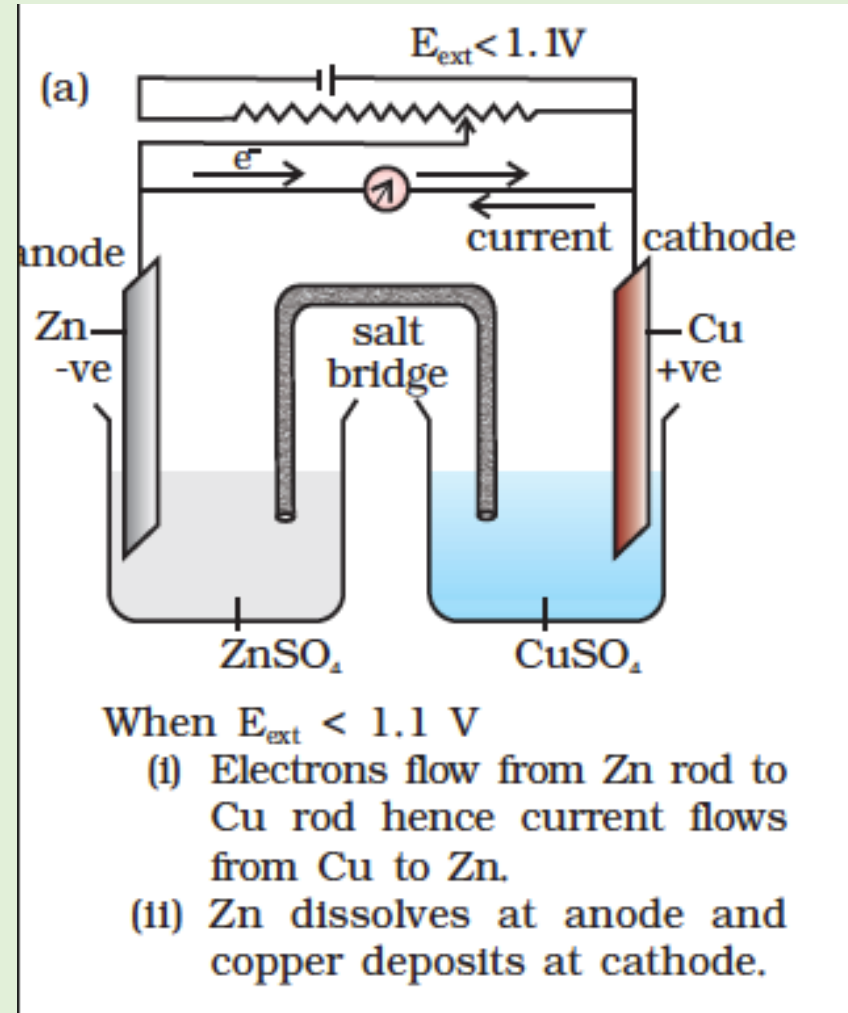 E_ext < 1.1V
(a)
e⁻
current
cathode
anode
Zn
-ve
salt
bridge
Cu
+ve
ZnSO₄
CuSO₄
When E_ext < 1.1 V
(i) Electrons flow from Zn rod to
Cu rod hence current flows
from Cu to Zn.
(ii) Zn dissolves at anode and
copper deposits at cathode.